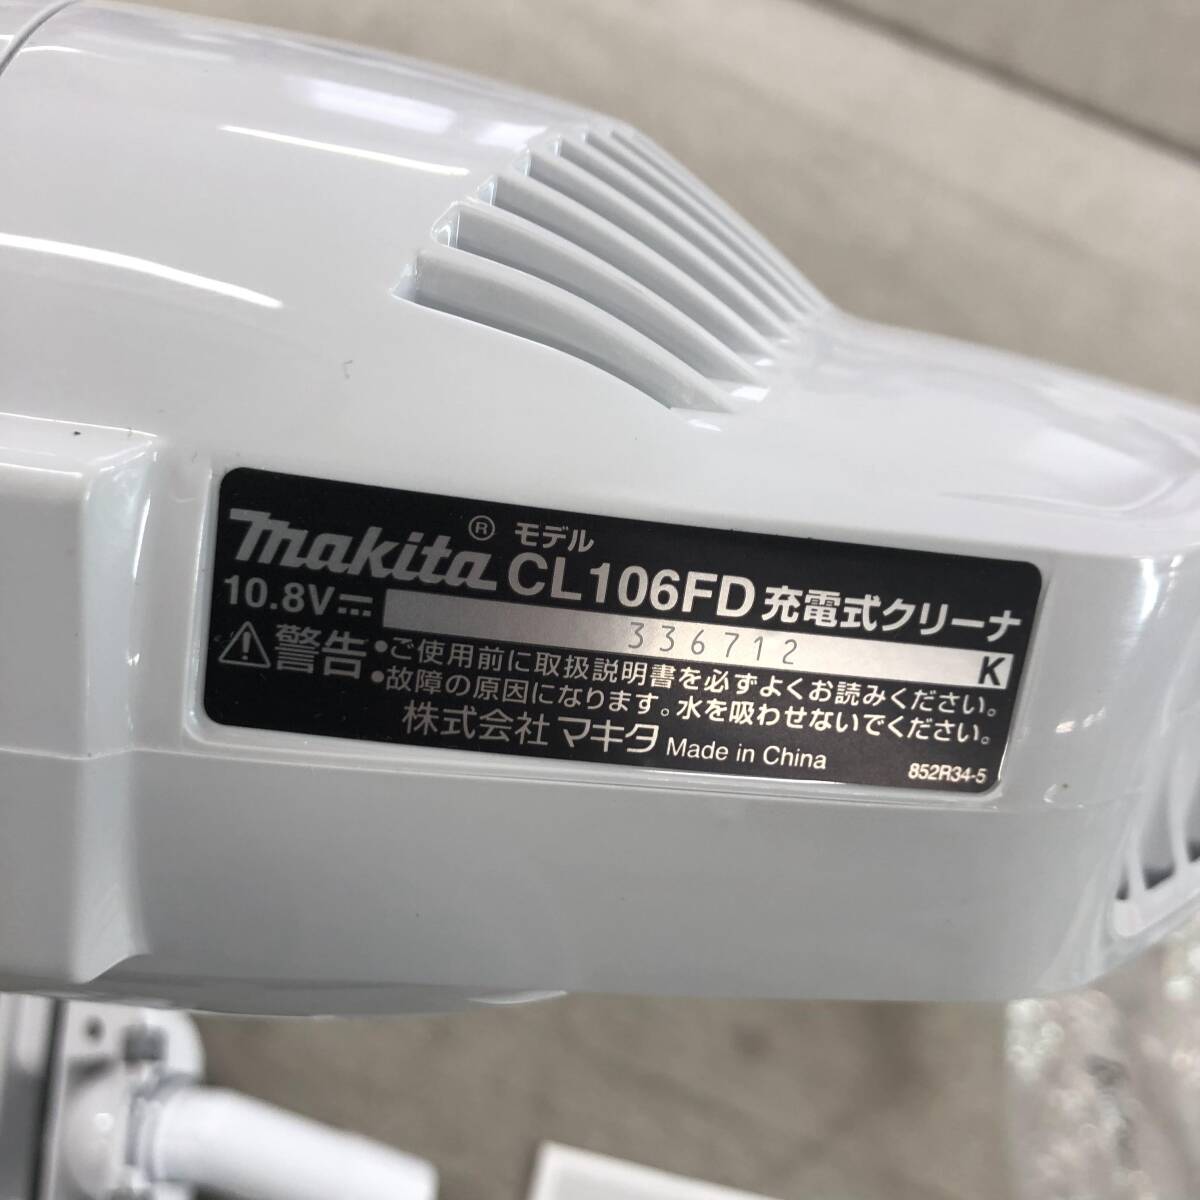 makita® モデル CL106FD 充電式クリーナ
10.8V 336712 K
警告 •ご使用前に取扱説明書を必ずよくお読みください。
•故障の原因になります。水を吸わせないでください。
株式会社 マキタ Made in China 852R34-5